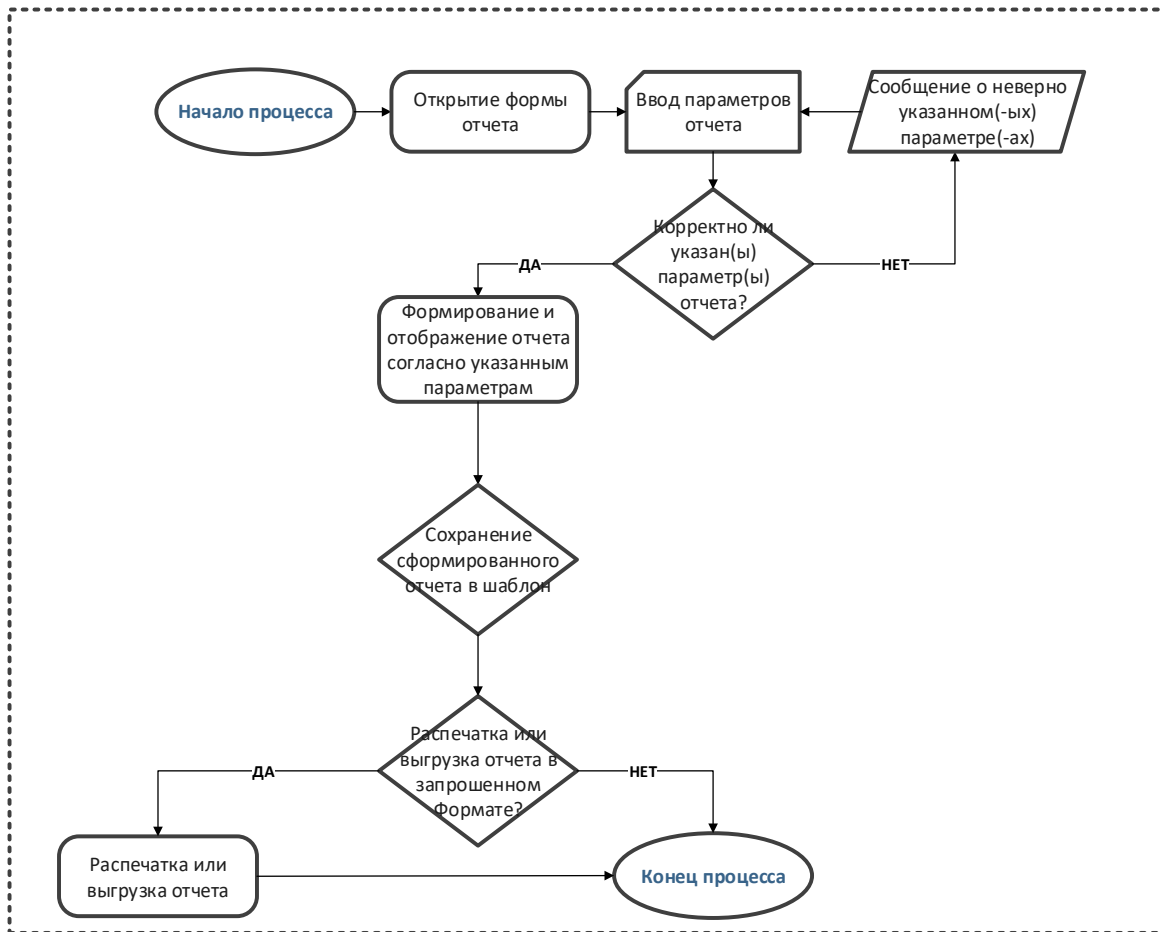 Начало процесса
Открытие формы
отчета
Ввод параметров
отчета
Сообщение о неверно
указанном(-ых)
параметре(-ах)
Корректно ли
указан(ы)
параметр(ы)
отчета?
ДА
НЕТ
Формирование и
отображение отчета
согласно указанным
параметрам
Сохранение
сформированного
отчета в шаблон
Распечатка или
выгрузка отчета в
запрошенном
Формате?
ДА
НЕТ
Распечатка или
выгрузка отчета
Конец процесса